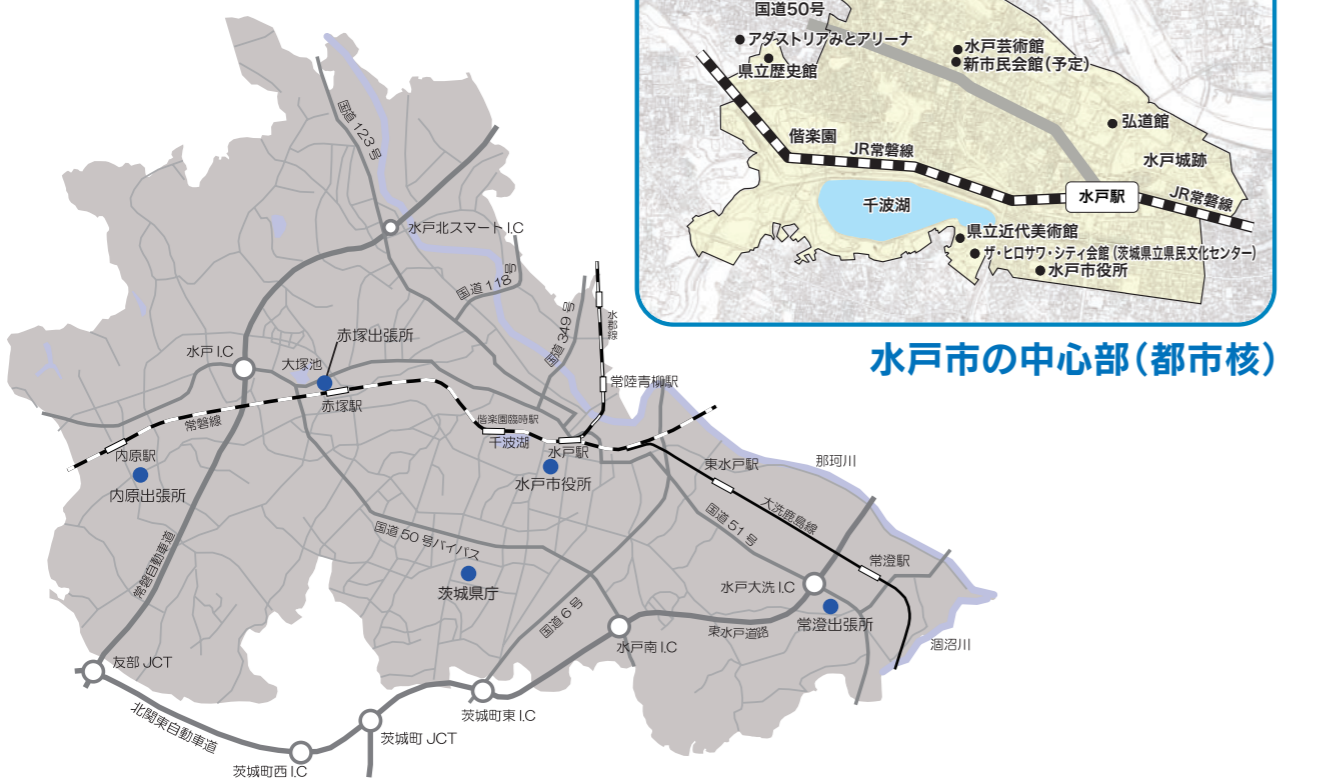 国道50号
アダストリアみとアリーナ
県立歴史館
水戸芸術館
新市民会館(予定)
弘道館
水戸城跡
偕楽園
JR常磐線
水戸駅
JR常磐線
千波湖
県立近代美術館
ザ・ヒロサワ・シティ会館(茨城県立県民文化センター)
水戸市役所
水戸市の中心部(都市核)
国道123号
水戸北スマートI.C
国道118号
国道349号
水郡線
赤塚出張所
水戸I.C
大塚池
常陸青柳駅
赤塚駅
偕楽園臨時駅
常磐線
千波湖
水戸駅
内原駅
東水戸駅
那珂川
水戸市役所
内原出張所
大洗鹿島線
国道51号
国道50号バイパス
常磐自動車道
常澄駅
茨城県庁
水戸大洗I.C
国道6号
東水戸道路
常澄出張所
水戸南I.C
涸沼川
友部JCT
北関東自動車道
茨城町東I.C
茨城町JCT
茨城町西I.C